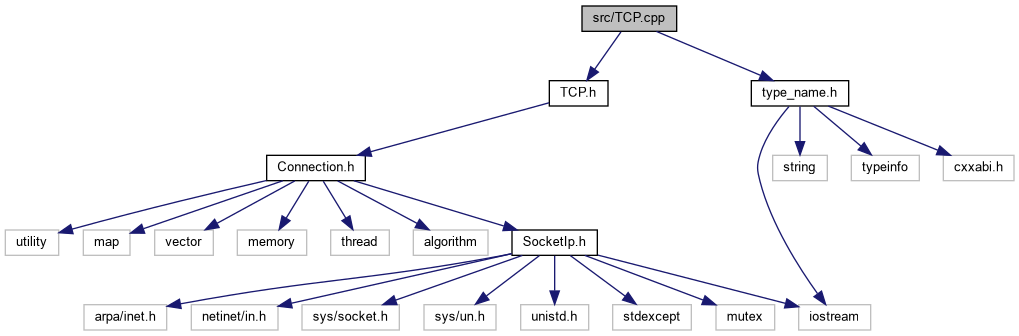 src/TCP.cpp
TCP.h
type_name.h
Connection.h
string
typeinfo
cxxabi.h
utility
map
vector
memory
thread
algorithm
SocketIp.h
arpa/inet.h
netinet/in.h
sys/socket.h
sys/un.h
unistd.h
stdexcept
mutex
iostream